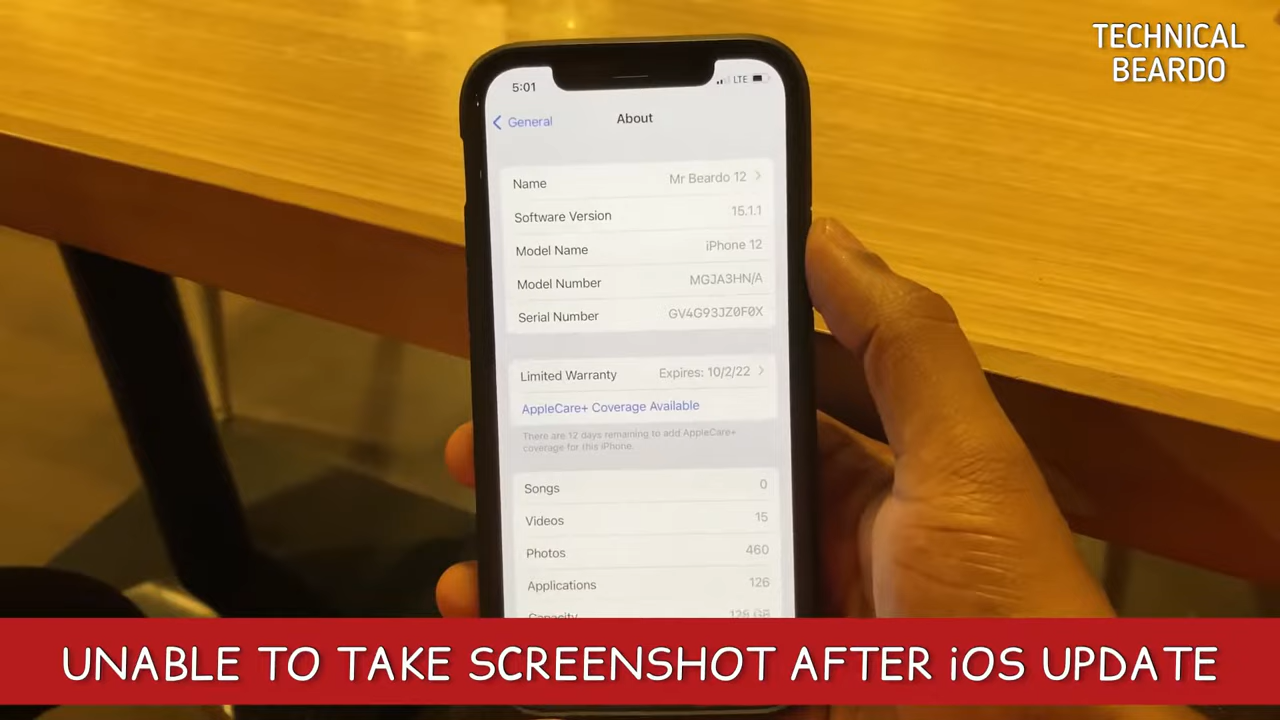 TECHNICAL
BEARDO
5:01
LTE
General
About
Name Mr Beardo 12
Software Version 15.1.1
Model Name iPhone 12
Model Number MGJA3HN/A
Serial Number GV4G93JZ0F0X
Limited Warranty Expires: 10/2/22
AppleCare+ Coverage Available
There are 12 days remaining to add AppleCare+
coverage for this iPhone.
Songs 0
Videos 15
Photos 460
Applications 126
Capacity 128 GB
UNABLE TO TAKE SCREENSHOT AFTER iOS UPDATE